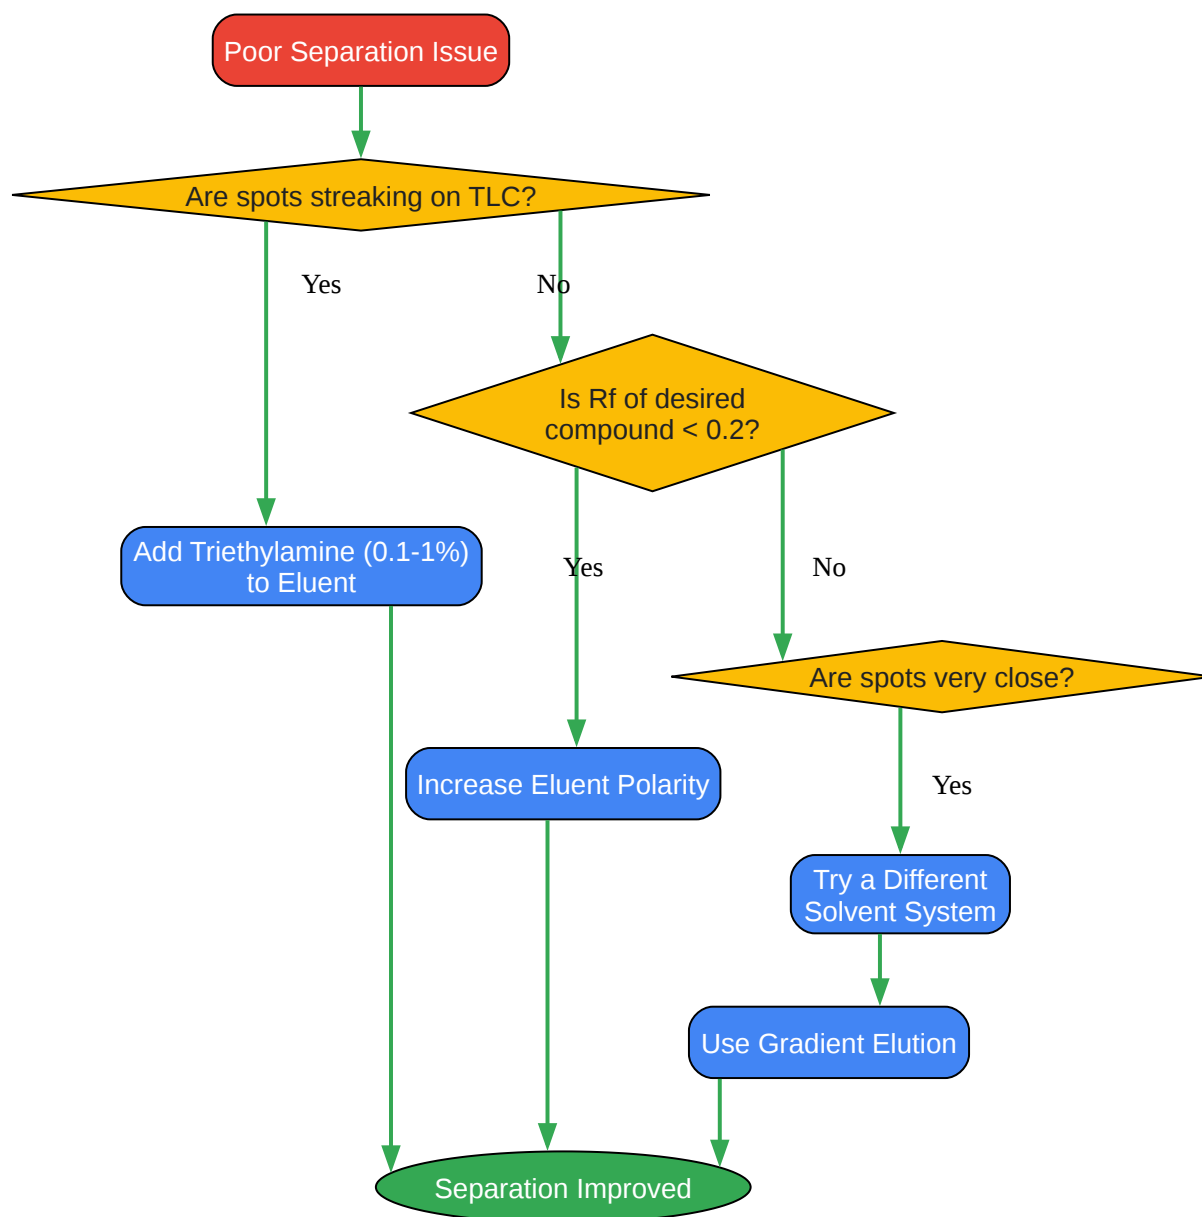 Poor Separation Issue
Are spots streaking on TLC?
Yes
No
Is Rf of desired
compound < 0.2?
Add Triethylamine (0.1-1%)
to Eluent
Yes
No
Are spots very close?
Increase Eluent Polarity
Yes
Try a Different
Solvent System
Use Gradient Elution
Separation Improved